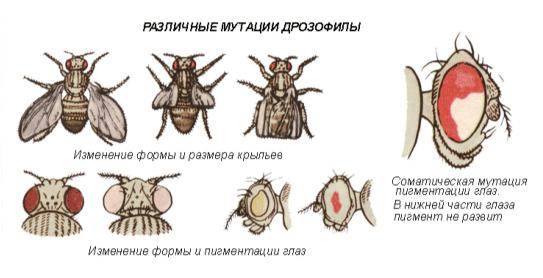 РАЗЛИЧНЫЕ МУТАЦИИ ДРОЗОФИЛЫ
Изменение формы и размера крыльев
Соматическая мутация
пигментации глаз.
В нижней части глаза
пигмент не развит
Изменение формы и пигментации глаз